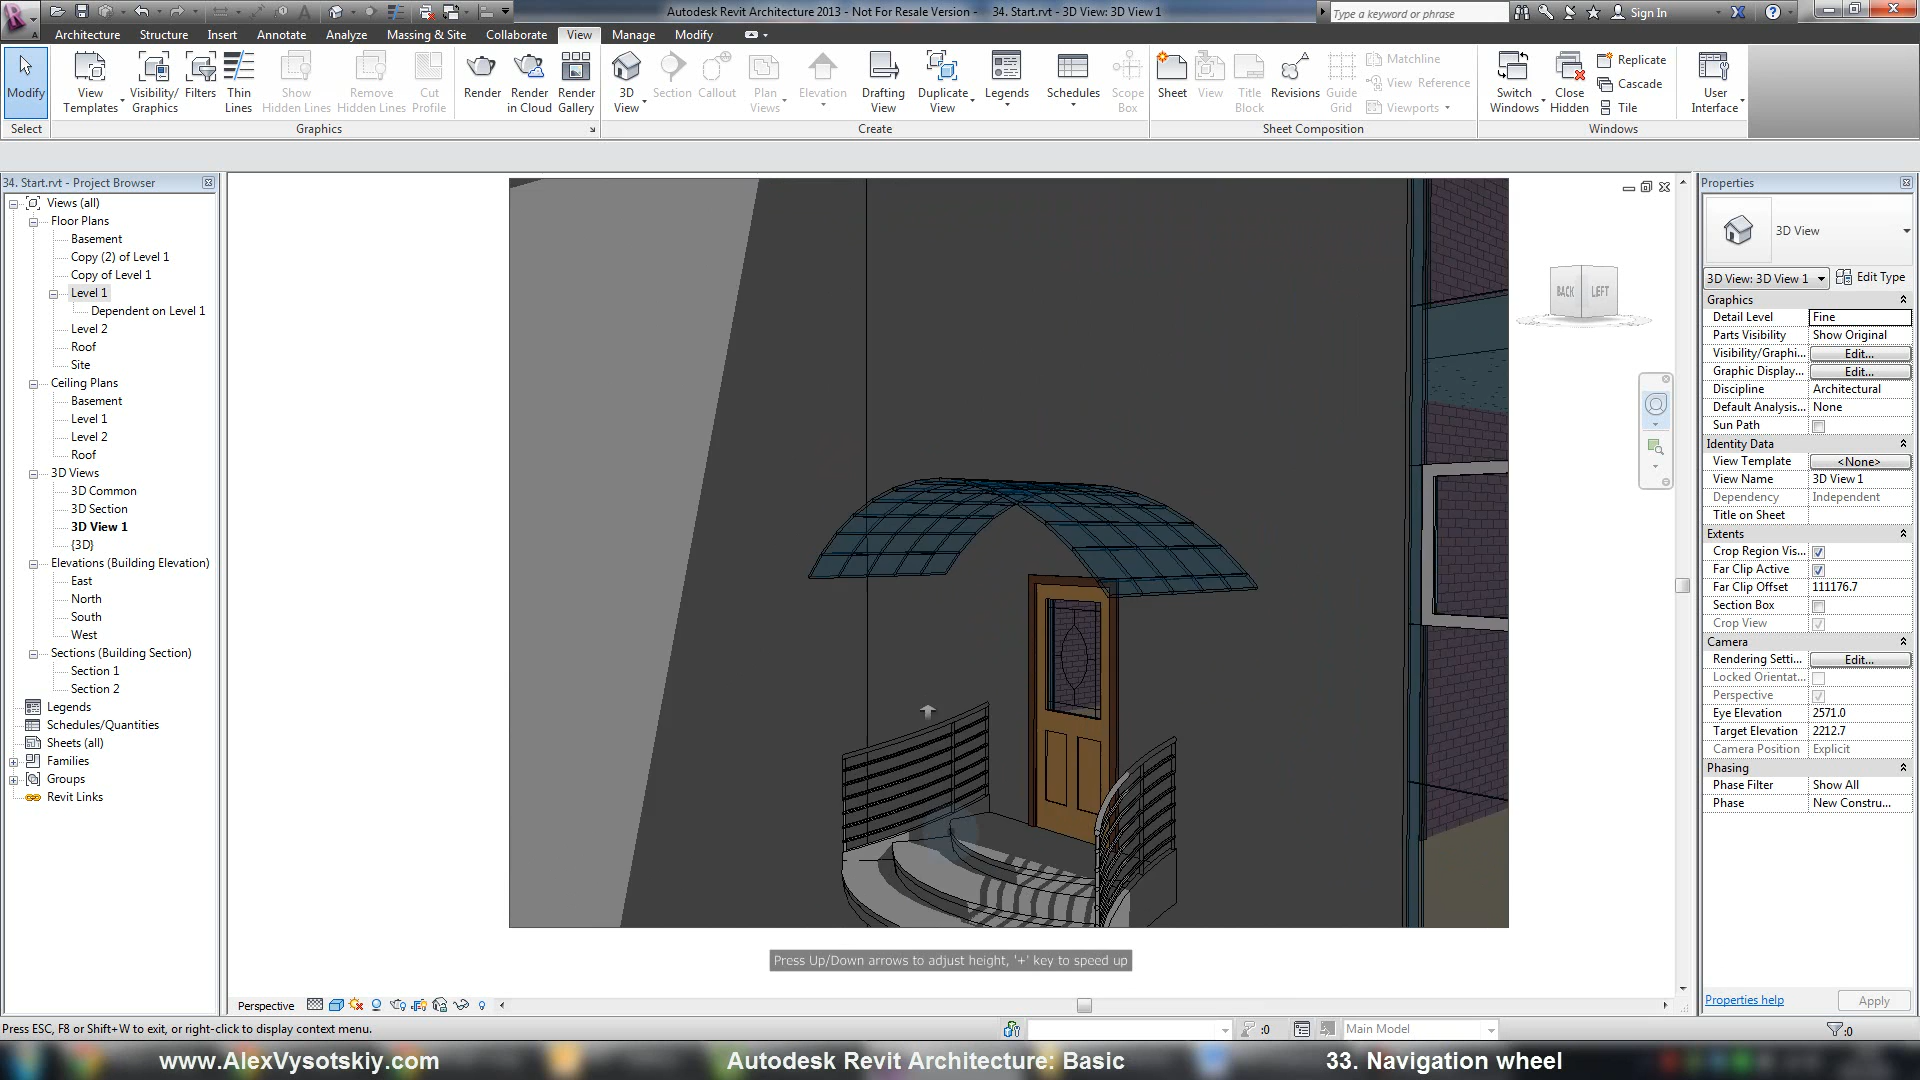 Autodesk Revit Architecture 2013 - Not For Resale Version - 34. Start.rvt - 3D View: 3D View 1
Type a keyword or phrase
Sign In
Architecture Structure Insert Annotate Analyze Massing & Site Collaborate View Manage Modify
Modify
View Templates
Visibility/ Graphics
Filters
Thin Lines
Show Hidden Lines
Remove Hidden Lines
Cut Profile
Render
Render in Cloud
Render Gallery
3D View
Section
Callout
Plan Views
Elevation
Drafting View
Duplicate View
Legends
Schedules
Scope Box
Sheet
View
Title Block
Revisions
Guide Grid
Matchline
View Reference
Viewports
Switch Windows
Close Hidden
Replicate
Cascade
Tile
User Interface
Select Graphics Create Sheet Composition Windows
34. Start.rvt - Project Browser
Views (all)
Floor Plans
Basement
Copy (2) of Level 1
Copy of Level 1
Level 1
Dependent on Level 1
Level 2
Roof
Site
Ceiling Plans
Basement
Level 1
Level 2
Roof
3D Views
3D Common
3D Section
3D View 1
{3D}
Elevations (Building Elevation)
East
North
South
West
Sections (Building Section)
Section 1
Section 2
Legends
Schedules/Quantities
Sheets (all)
Families
Groups
Revit Links
BACK LEFT
Press Up/Down arrows to adjust height, '+' key to speed up
Perspective
Properties
3D View
3D View: 3D View 1 Edit Type
Graphics
Detail Level Fine
Parts Visibility Show Original
Visibility/Graphi... Edit...
Graphic Display... Edit...
Discipline Architectural
Default Analysis... None
Sun Path
Identity Data
View Template <None>
View Name 3D View 1
Dependency Independent
Title on Sheet
Extents
Crop Region Vis...
Far Clip Active
Far Clip Offset 111176.7
Section Box
Crop View
Camera
Rendering Setti... Edit...
Locked Orientat...
Perspective
Eye Elevation 2571.0
Target Elevation 2212.7
Camera Position Explicit
Phasing
Phase Filter Show All
Phase New Constru...
Properties help Apply
Press ESC, F8 or Shift+W to exit, or right-click to display context menu.
:0
Main Model
:0
www.AlexVysotskiy.com Autodesk Revit Architecture: Basic 33. Navigation wheel